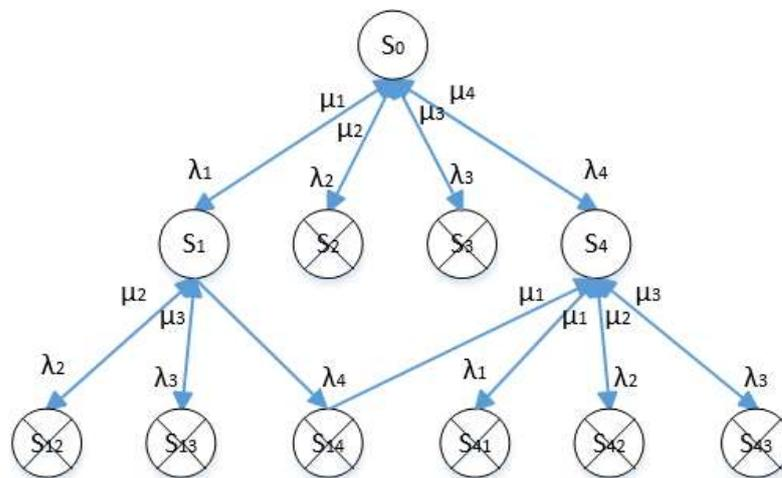 S0
μ1 μ2 μ3 μ4
λ1 λ2 λ3 λ4
S1 S2 S3 S4
μ2 μ3 μ1 μ1 μ2 μ3
λ2 λ3 λ4 λ1 λ2 λ3
S12 S13 S14 S41 S42 S43